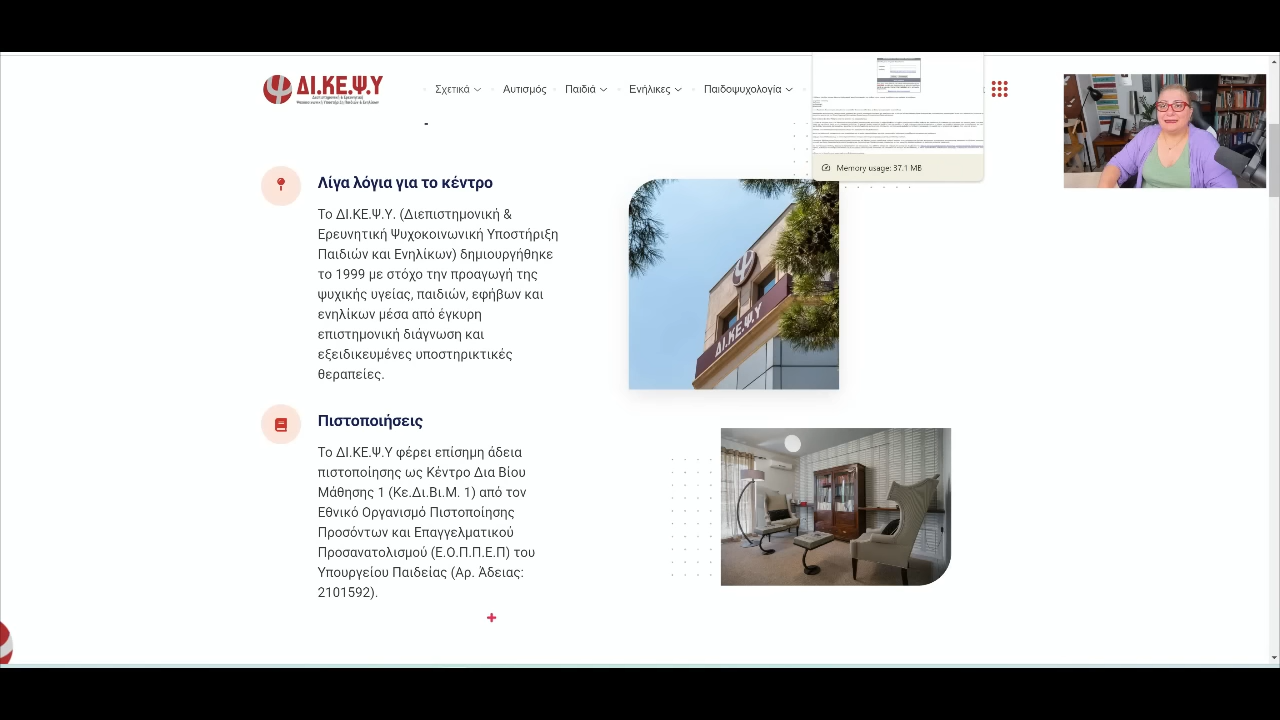 ΔΙ.ΚΕ.Ψ.Υ
Αυτισμός
Παιδιά
Ενήλικες
Παιδοψυχολογία
Memory usage: 37.1 MB
Λίγα λόγια για το κέντρο
Το ΔΙ.ΚΕ.Ψ.Υ. (Διεπιστημονική &
Ερευνητική Ψυχοκοινωνική Υποστήριξη
Παιδιών και Ενηλίκων) δημιουργήθηκε
το 1999 με στόχο την προαγωγή της
ψυχικής υγείας, παιδιών, εφήβων και
ενηλίκων μέσα από έγκυρη
επιστημονική διάγνωση και
εξειδικευμένες υποστηρικτικές
θεραπείες.
ΔΙ.ΚΕ.Ψ.Υ
Πιστοποιήσεις
Το ΔΙ.ΚΕ.Ψ.Υ φέρει επίσημη άδεια
πιστοποίησης ως Κέντρο Δια Βίου
Μάθησης 1 (Κε.Δι.Βι.Μ. 1) από τον
Εθνικό Οργανισμό Πιστοποίησης
Προσόντων και Επαγγελματικού
Προσανατολισμού (Ε.Ο.Π.Π.Ε.Π) του
Υπουργείου Παιδείας (Αρ. Άδειας:
2101592).